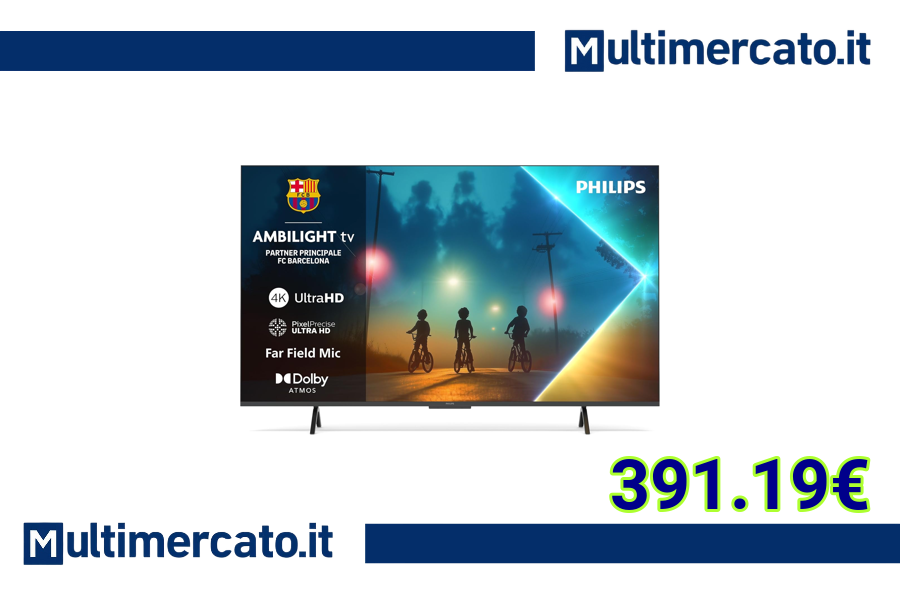 Multimercato.it
PHILIPS
FCB
AMBILIGHT tv
PARTNER PRINCIPALE
FC BARCELONA
4K UltraHD
PixelPrecise
ULTRA HD
Far Field Mic
Dolby
ATMOS
391.19€
Multimercato.it